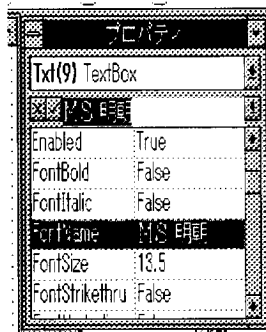 プロパティ
Txt(9) TextBox
ＭＳ 明朝
Enabled True
FontBold False
FontItalic False
FontName ＭＳ 明朝
FontSize 13.5
FontStrikethru False